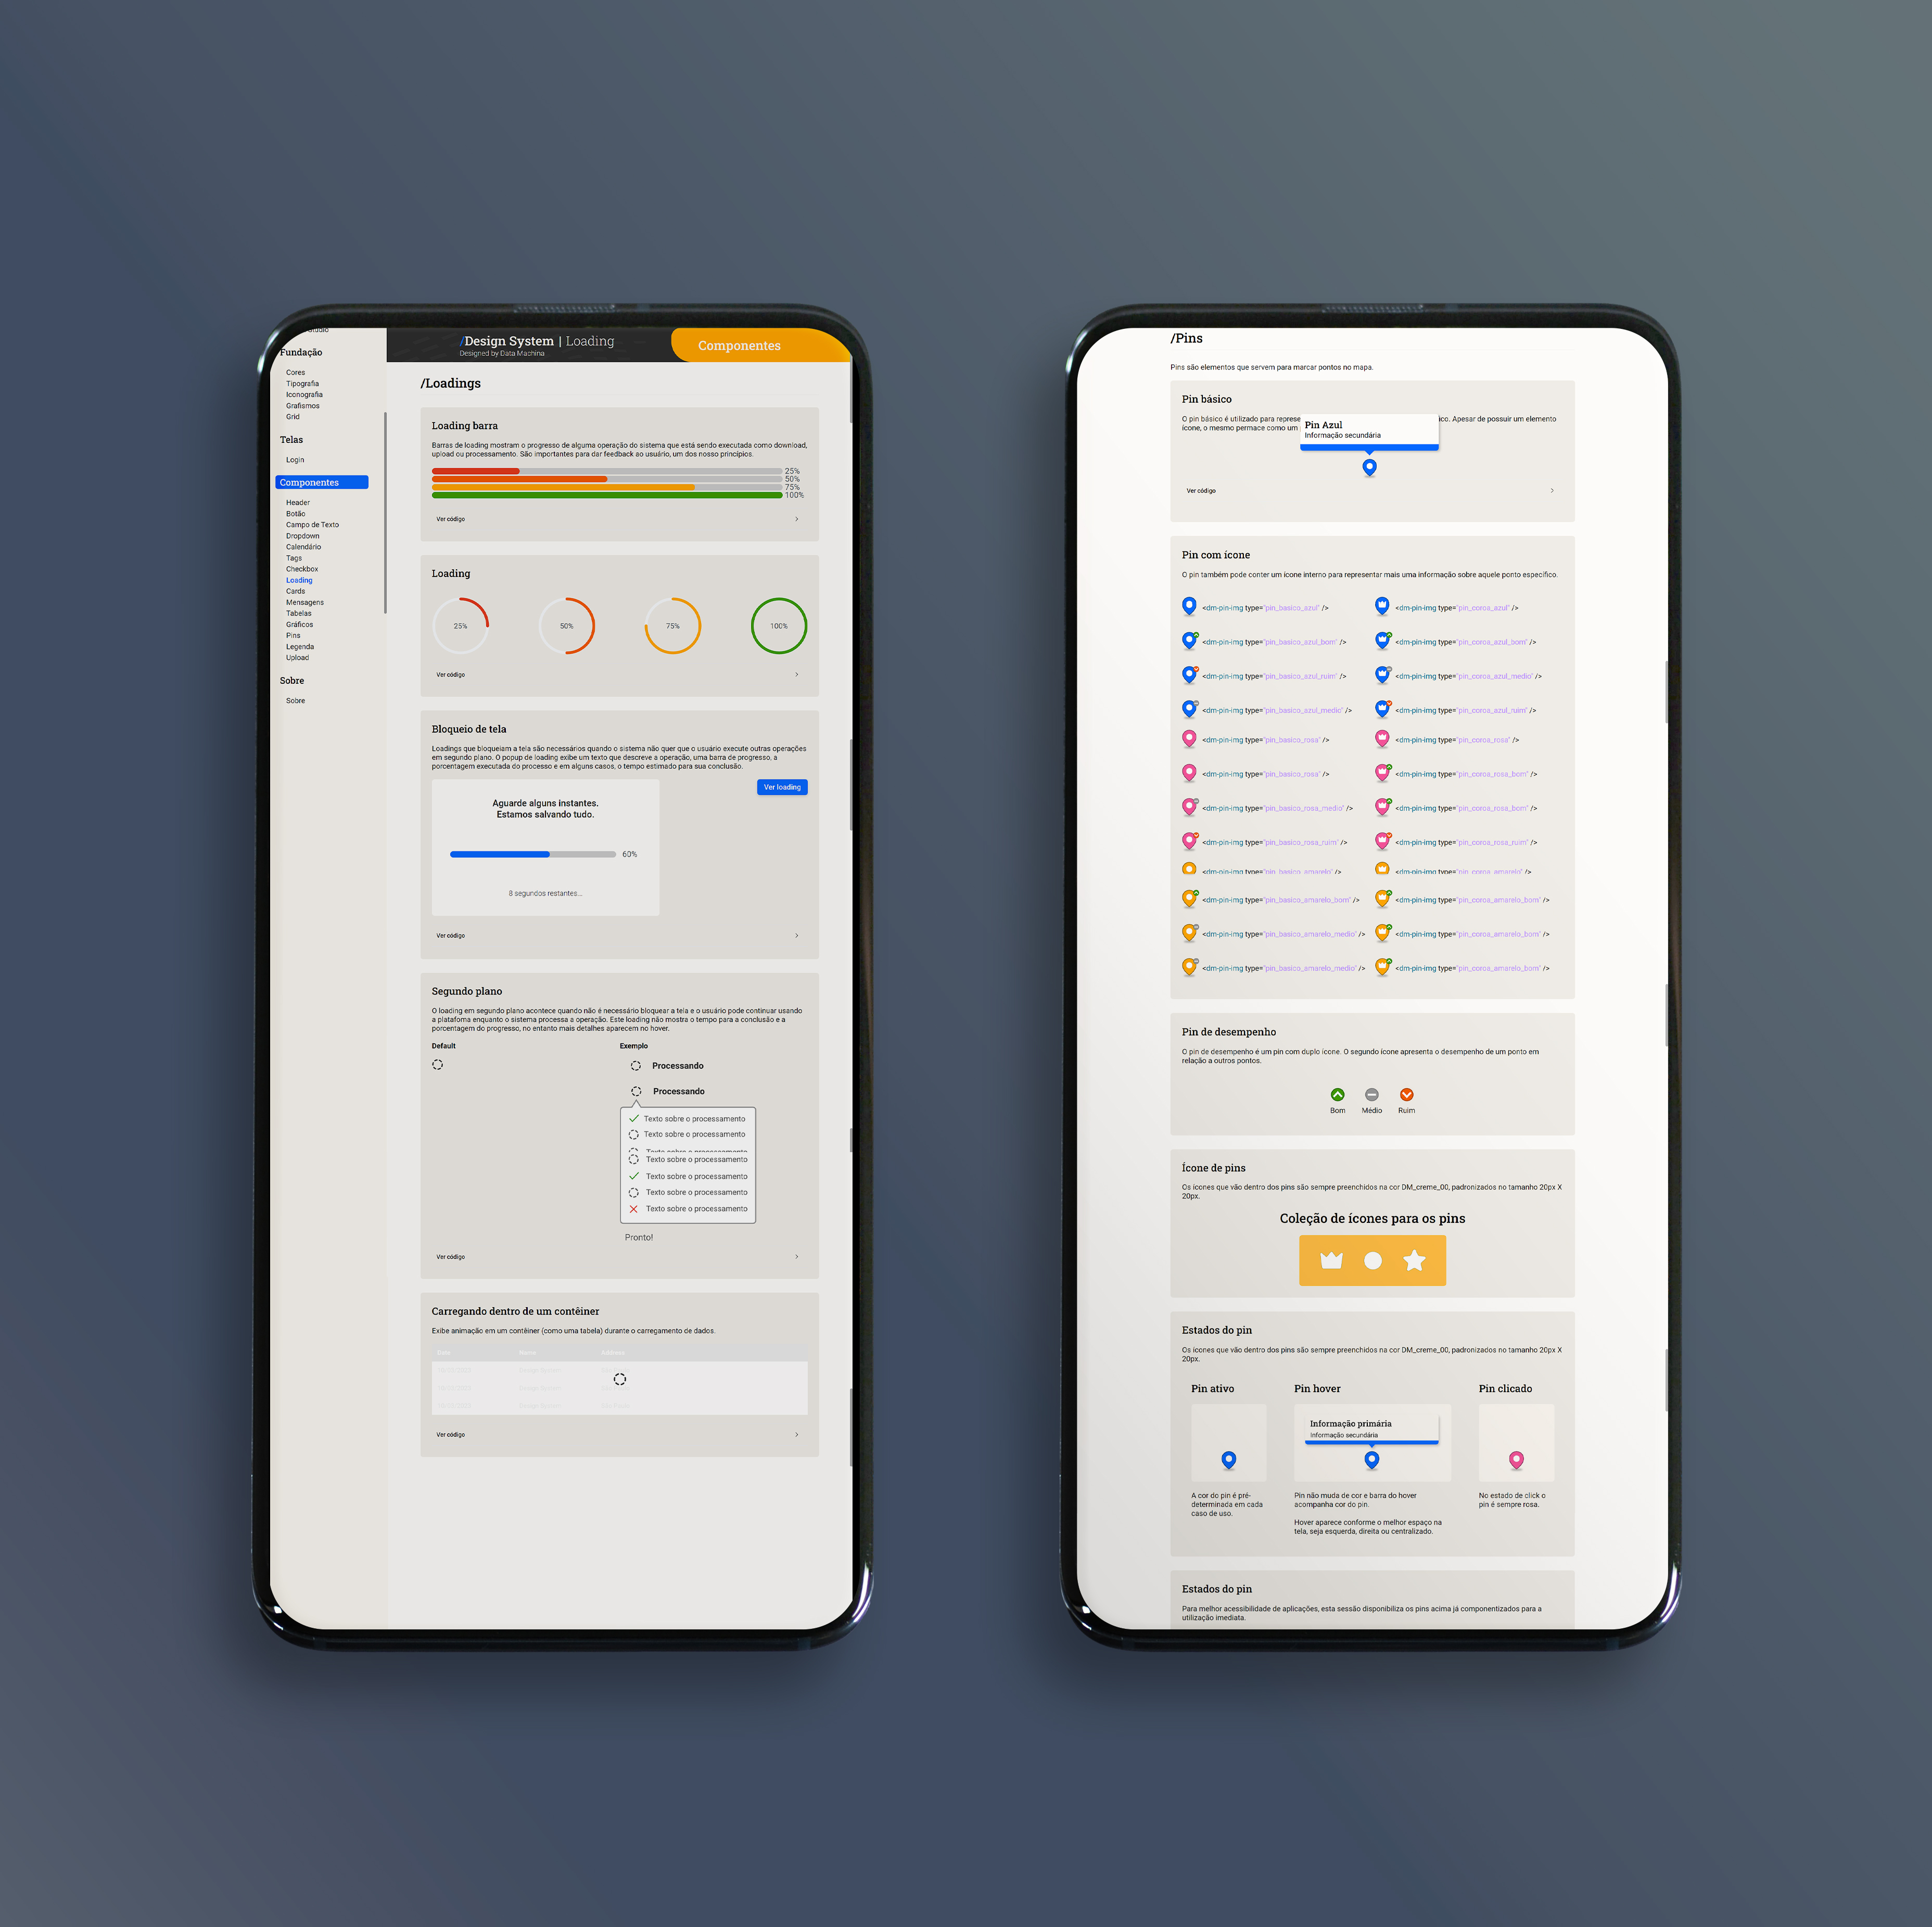 Studio
Fundação
Cores
Tipografia
Iconografia
Grafismos
Grid
Telas
Login
Componentes
Header
Botão
Campo de Texto
Dropdown
Calendário
Tags
Checkbox
Loading
Cards
Mensagens
Tabelas
Gráficos
Pins
Legenda
Upload
Sobre
Sobre
/Design System | Loading
Designed by Data Machina
Componentes
/Loadings
Loading barra
Barras de loading mostram o progresso de alguma operação do sistema que está sendo executada como download,
upload ou processamento. São importantes para dar feedback ao usuário, um dos nosso princípios.
25%
50%
75%
100%
Ver código
Loading
25% 50% 75% 100%
Ver código
Bloqueio de tela
Loadings que bloqueiam a tela são necessários quando o sistema não quer que o usuário execute outras operações
em segundo plano. O popup de loading exibe um texto que descreve a operação, uma barra de progresso, a
porcentagem executada do processo e em alguns casos, o tempo estimado para sua conclusão.
Ver loading
Aguarde alguns instantes.
Estamos salvando tudo.
60%
8 segundos restantes...
Ver código
Segundo plano
O loading em segundo plano acontece quando não é necessário bloquear a tela e o usuário pode continuar usando
a plataforma enquanto o sistema processa a operação. Este loading não mostra o tempo para a conclusão e a
porcentagem do progresso, no entanto mais detalhes aparecem no hover.
Default Exemplo
Processando
Processando
Texto sobre o processamento
Texto sobre o processamento
Texto sobre o processamento
Texto sobre o processamento
Texto sobre o processamento
Texto sobre o processamento
Texto sobre o processamento
Pronto!
Ver código
Carregando dentro de um contêiner
Exibe animação em um contêiner (como uma tabela) durante o carregamento de dados.
Ver código
/Pins
Pins são elementos que servem para marcar pontos no mapa.
Pin básico
O pin básico é utilizado para represe ico. Apesar de possuir um elemento
ícone, o mesmo permace como um
Pin Azul
Informação secundária
Ver código
Pin com ícone
O pin também pode conter um ícone interno para representar mais uma informação sobre aquele ponto específico.
<dm-pin-img type="pin_basico_azul" /> <dm-pin-img type="pin_coroa_azul" />
<dm-pin-img type="pin_basico_azul_bom" /> <dm-pin-img type="pin_coroa_azul_bom" />
<dm-pin-img type="pin_basico_azul_ruim" /> <dm-pin-img type="pin_coroa_azul_medio" />
<dm-pin-img type="pin_basico_azul_medio" /> <dm-pin-img type="pin_coroa_azul_ruim" />
<dm-pin-img type="pin_basico_rosa" /> <dm-pin-img type="pin_coroa_rosa" />
<dm-pin-img type="pin_basico_rosa" /> <dm-pin-img type="pin_coroa_rosa_bom" />
<dm-pin-img type="pin_basico_rosa_medio" /> <dm-pin-img type="pin_coroa_rosa_bom" />
<dm-pin-img type="pin_basico_rosa_ruim" /> <dm-pin-img type="pin_coroa_rosa_ruim" />
<dm-pin-img type="pin_basico_amarelo" /> <dm-pin-img type="pin_coroa_amarelo" />
<dm-pin-img type="pin_basico_amarelo_bom" /> <dm-pin-img type="pin_coroa_amarelo_bom" />
<dm-pin-img type="pin_basico_amarelo_medio" /> <dm-pin-img type="pin_coroa_amarelo_bom" />
<dm-pin-img type="pin_basico_amarelo_medio" /> <dm-pin-img type="pin_coroa_amarelo_bom" />
Pin de desempenho
O pin de desempenho é um pin com duplo ícone. O segundo ícone apresenta o desempenho de um ponto em
relação a outros pontos.
Bom Médio Ruim
Ícone de pins
Os ícones que vão dentro dos pins são sempre preenchidos na cor DM_creme_00, padronizados no tamanho 20px X
20px.
Coleção de ícones para os pins
Estados do pin
Os ícones que vão dentro dos pins são sempre preenchidos na cor DM_creme_00, padronizados no tamanho 20px X
20px.
Pin ativo Pin hover Pin clicado
Informação primária
Informação secundária
A cor do pin é pré-
determinada em cada
caso de uso.
Pin não muda de cor e barra do hover
acompanha cor do pin.
Hover aparece conforme o melhor espaço na
tela, seja esquerda, direita ou centralizado.
No estado de click o
pin é sempre rosa.
Estados do pin
Para melhor acessibilidade de aplicações, esta sessão disponibiliza os pins acima já componentizados para a
utilização imediata.